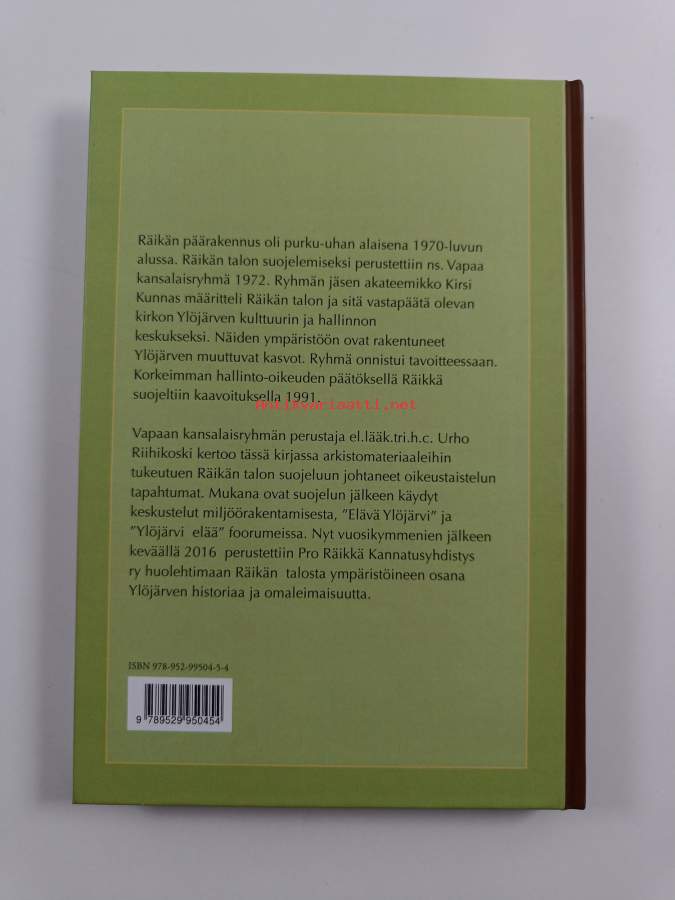 Räikän päärakennus oli purku-uhan alaisena 1970-luvun
alussa. Räikän talon suojelemiseksi perustettiin ns. Vapaa
kansalaisryhmä 1972. Ryhmän jäsen akateemikko Kirsi
Kunnas määritteli Räikän talon ja sitä vastapäätä olevan
kirkon Ylöjärven kulttuurin ja hallinnon
keskukseksi. Näiden ympäristöön ovat rakentuneet
Ylöjärven muuttuvat kasvot. Ryhmä onnistui tavoitteessaan.
Korkeimman hallinto-oikeuden päätöksellä Räikkä
suojeltiin kaavoituksella 1991.
Antikvariaatti.net
Vapaan kansalaisryhmän perustaja el.lääk.tri.h.c. Urho
Riihikoski kertoo tässä kirjassa arkistomateriaaleihin
tukeutuen Räikän talon suojeluun johtaneet oikeustaistelun
tapahtumat. Mukana ovat suojelun jälkeen käydyt
keskustelut miljöörakentamisesta, ”Elävä Ylöjärvi” ja
”Ylöjärvi elää” foorumeissa. Nyt vuosikymmenien jälkeen
keväällä 2016 perustettiin Pro Räikkä Kannatusyhdistys
ry huolehtimaan Räikän talosta ympäristöineen osana
Ylöjärven historiaa ja omaleimaisuutta.
ISBN 978-952-99504-5-4
9 789529 950454